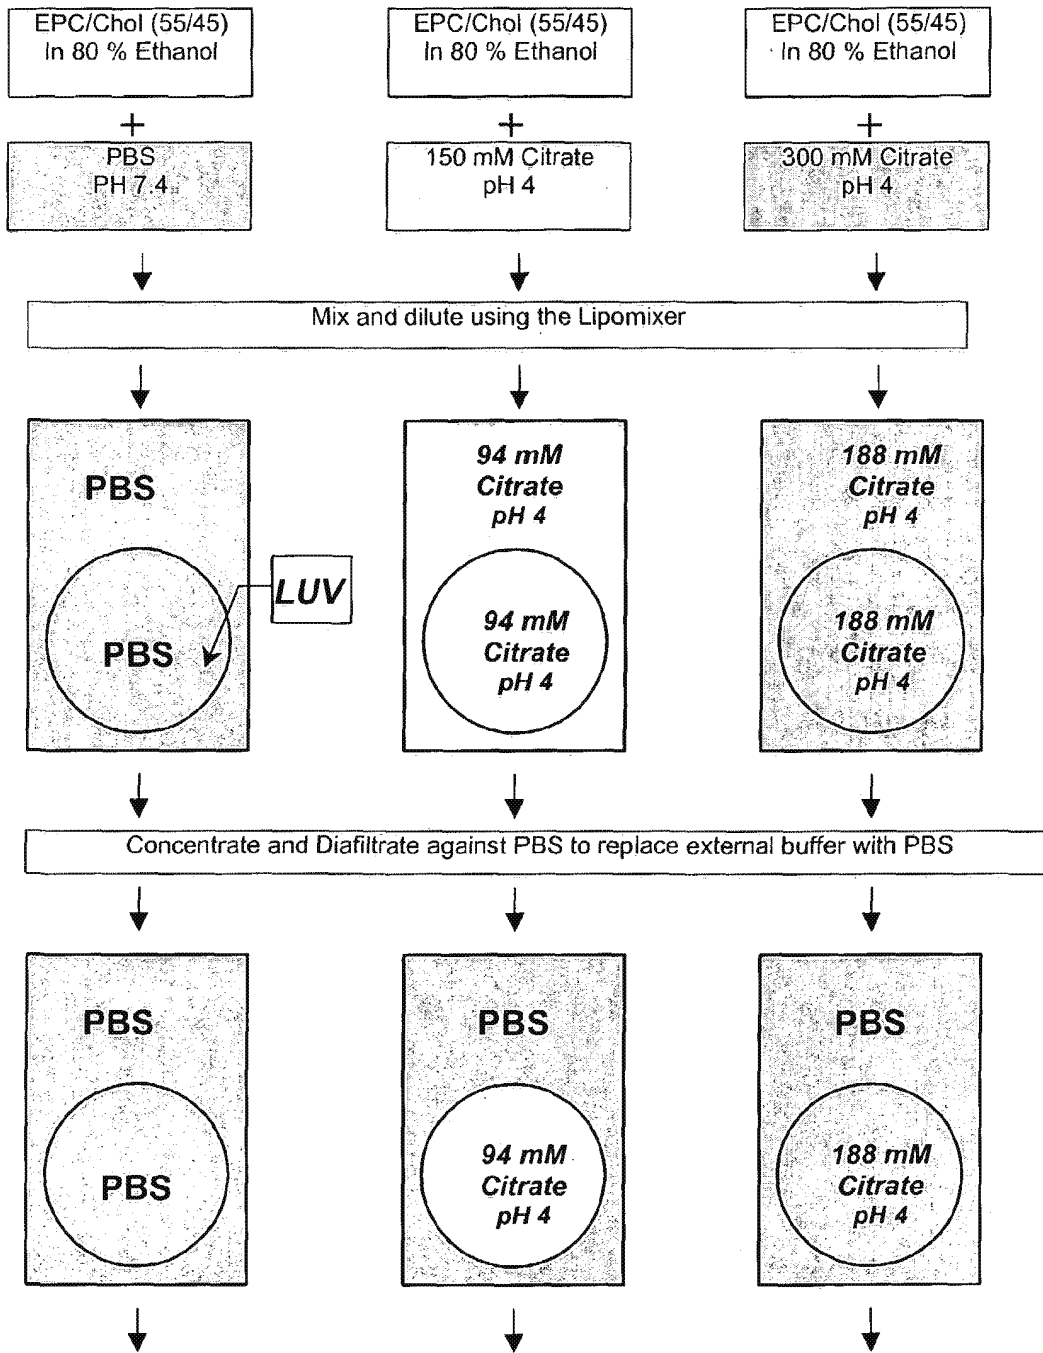 EPC/Chol (55/45)
In 80 % Ethanol
EPC/Chol (55/45)
In 80 % Ethanol
EPC/Chol (55/45)
In 80 % Ethanol
+
+
+
PBS
PH 7.4
150 mM Citrate
pH 4
300 mM Citrate
pH 4
Mix and dilute using the Lipomixer
PBS
94 mM
Citrate
pH 4
188 mM
Citrate
pH 4
LUV
PBS
94 mM
Citrate
pH 4
188 mM
Citrate
pH 4
Concentrate and Diafiltrate against PBS to replace external buffer with PBS
PBS
PBS
PBS
PBS
94 mM
Citrate
pH 4
188 mM
Citrate
pH 4